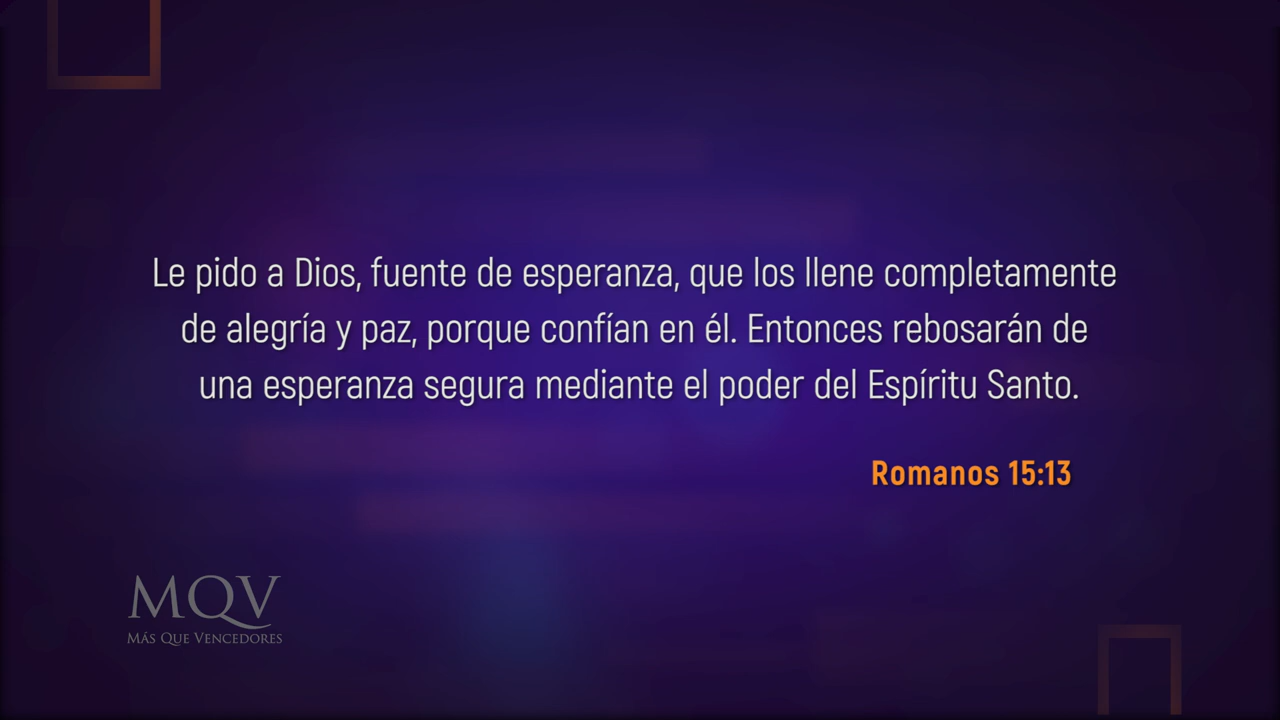 Le pido a Dios, fuente de esperanza, que los llene completamente
de alegría y paz, porque confían en él. Entonces rebosarán de
una esperanza segura mediante el poder del Espíritu Santo.
Romanos 15:13
MQV
Más Que Vencedores